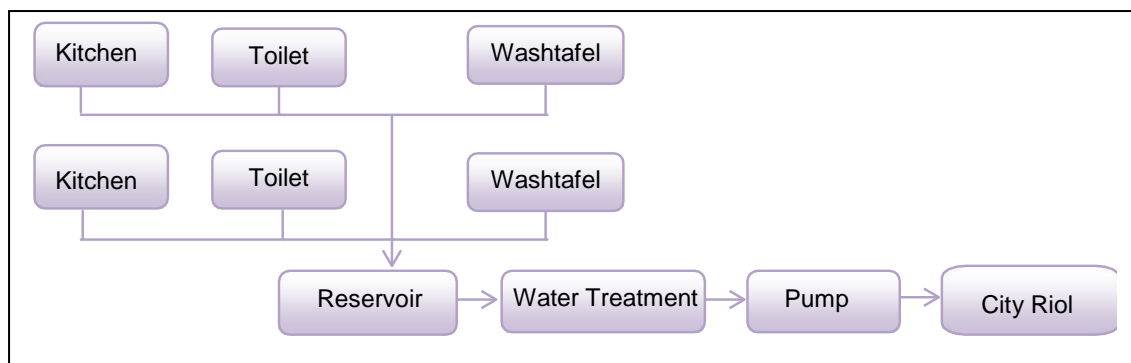 Kitchen
Toilet
Washtafel
Kitchen
Toilet
Washtafel
Reservoir
Water Treatment
Pump
City Riol